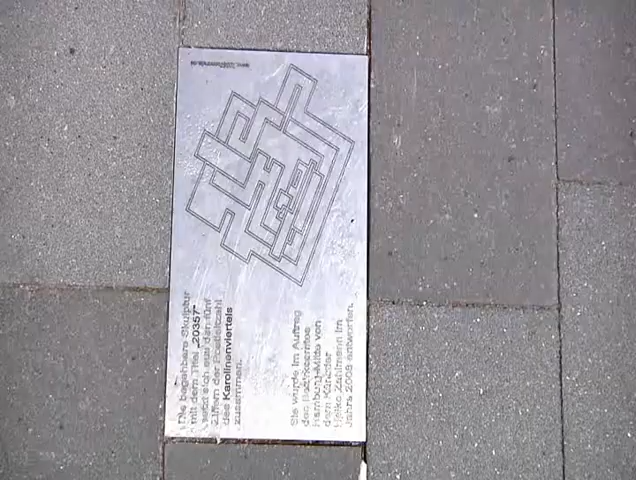 Die begehbare Skulptur
mit dem Titel „20357"
setzt sich aus den fünf
Ziffern der Postleitzahl
des Karolinenviertels
zusammen.
Sie wurde im Auftrag
des Bezirksamtes
Hamburg-Mitte von
dem Künstler
Heiko Zahlmann im
Jahre 2008 entworfen.